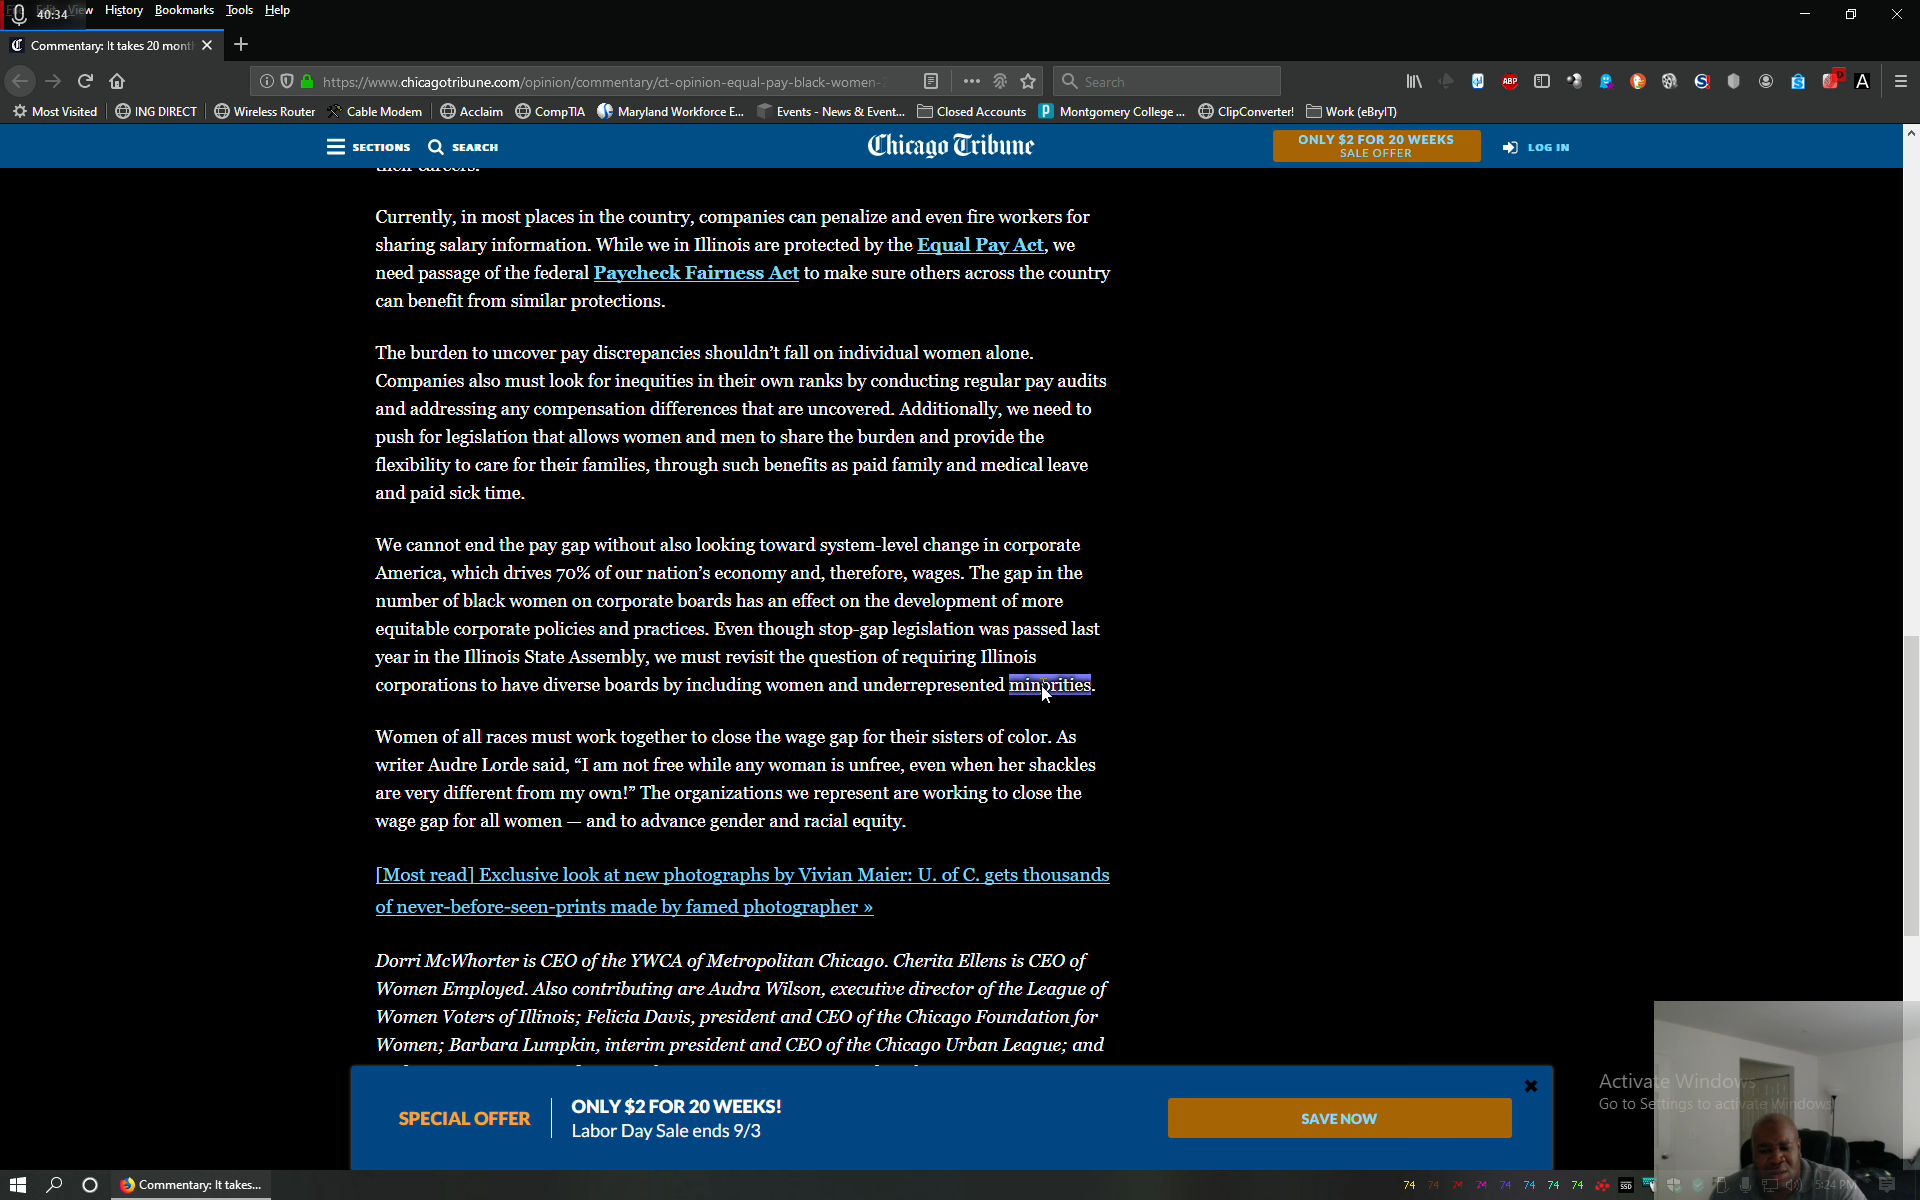 40:34
View History Bookmarks Tools Help
Commentary: It takes 20 mont
https://www.chicagotribune.com/opinion/commentary/ct-opinion-equal-pay-black-women-2
Search
ABP
A
Most Visited ING DIRECT Wireless Router Cable Modem Acclaim CompTIA Maryland Workforce E... Events - News & Event... Closed Accounts Montgomery College ... ClipConverter! Work (eBryIT)
SECTIONS SEARCH
Chicago Tribune
ONLY $2 FOR 20 WEEKS
SALE OFFER
LOG IN
their careers.
Currently, in most places in the country, companies can penalize and even fire workers for
sharing salary information. While we in Illinois are protected by the Equal Pay Act, we
need passage of the federal Paycheck Fairness Act to make sure others across the country
can benefit from similar protections.
The burden to uncover pay discrepancies shouldn’t fall on individual women alone.
Companies also must look for inequities in their own ranks by conducting regular pay audits
and addressing any compensation differences that are uncovered. Additionally, we need to
push for legislation that allows women and men to share the burden and provide the
flexibility to care for their families, through such benefits as paid family and medical leave
and paid sick time.
We cannot end the pay gap without also looking toward system-level change in corporate
America, which drives 70% of our nation’s economy and, therefore, wages. The gap in the
number of black women on corporate boards has an effect on the development of more
equitable corporate policies and practices. Even though stop-gap legislation was passed last
year in the Illinois State Assembly, we must revisit the question of requiring Illinois
corporations to have diverse boards by including women and underrepresented minorities.
Women of all races must work together to close the wage gap for their sisters of color. As
writer Audre Lorde said, “I am not free while any woman is unfree, even when her shackles
are very different from my own!” The organizations we represent are working to close the
wage gap for all women — and to advance gender and racial equity.
[Most read] Exclusive look at new photographs by Vivian Maier: U. of C. gets thousands
of never-before-seen-prints made by famed photographer »
Dorri McWhorter is CEO of the YWCA of Metropolitan Chicago. Cherita Ellens is CEO of
Women Employed. Also contributing are Audra Wilson, executive director of the League of
Women Voters of Illinois; Felicia Davis, president and CEO of the Chicago Foundation for
Women; Barbara Lumpkin, interim president and CEO of the Chicago Urban League; and
SPECIAL OFFER
ONLY $2 FOR 20 WEEKS!
Labor Day Sale ends 9/3
SAVE NOW
Activate Windows
Go to Settings to activate Windows.
Commentary: It takes...
74 74 74 74 74 74 74 74
SSD
5:24 PM